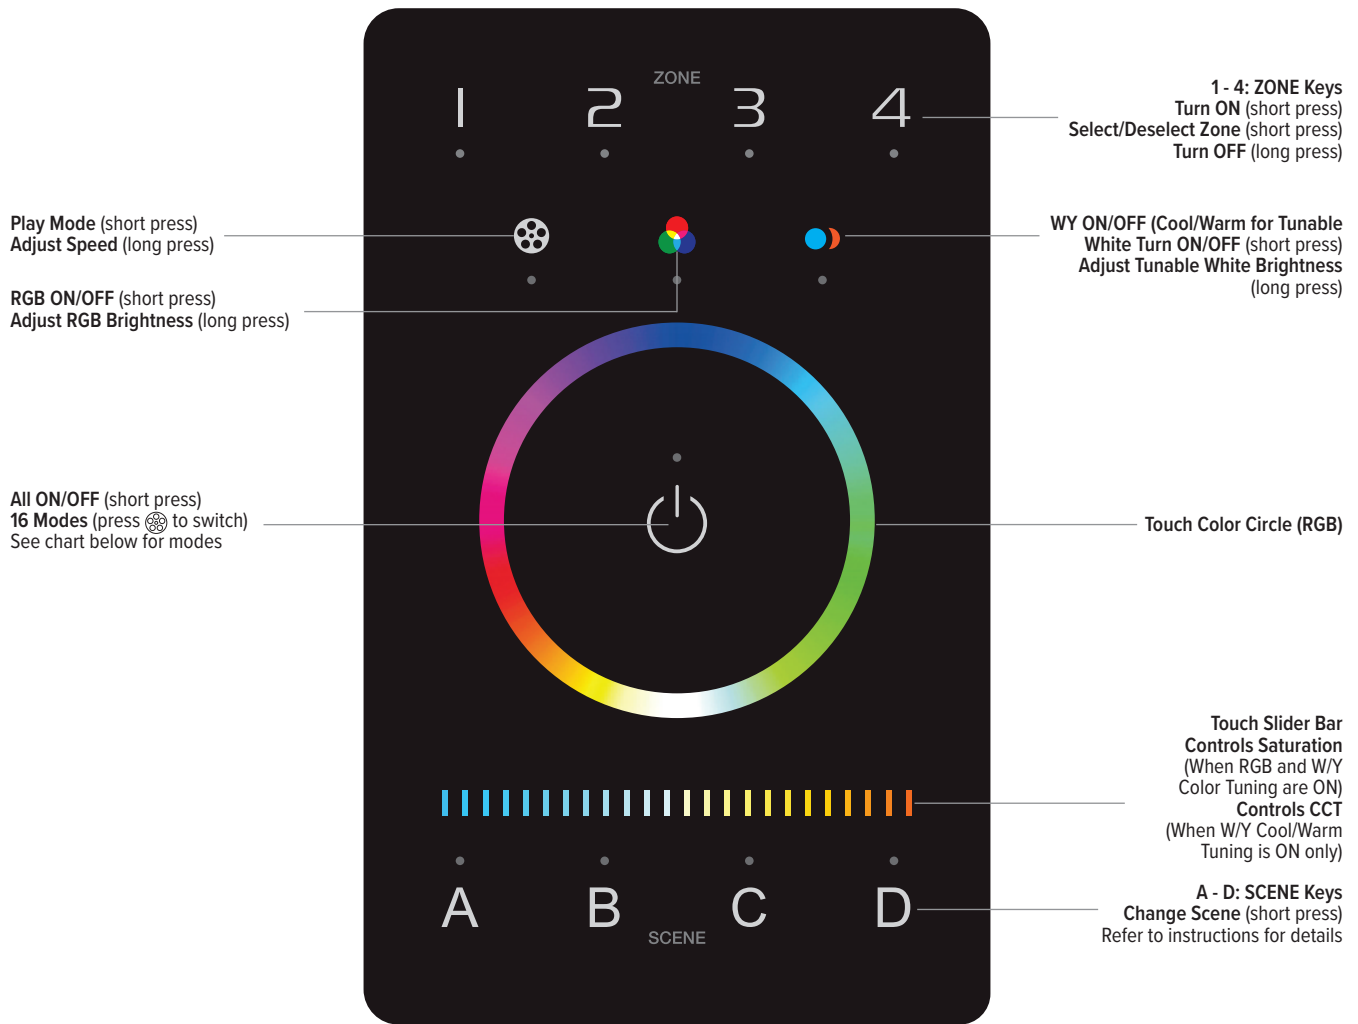 ZONE
1 2 3 4
1 - 4: ZONE Keys
Turn ON (short press)
Select/Deselect Zone (short press)
Turn OFF (long press)
Play Mode (short press)
Adjust Speed (long press)
WY ON/OFF (Cool/Warm for Tunable
White Turn ON/OFF (short press)
Adjust Tunable White Brightness
(long press)
RGB ON/OFF (short press)
Adjust RGB Brightness (long press)
All ON/OFF (short press)
16 Modes (press to switch)
See chart below for modes
Touch Color Circle (RGB)
Touch Slider Bar
Controls Saturation
(When RGB and W/Y
Color Tuning are ON)
Controls CCT
(When W/Y Cool/Warm
Tuning is ON only)
A B C D
SCENE
A - D: SCENE Keys
Change Scene (short press)
Refer to instructions for details